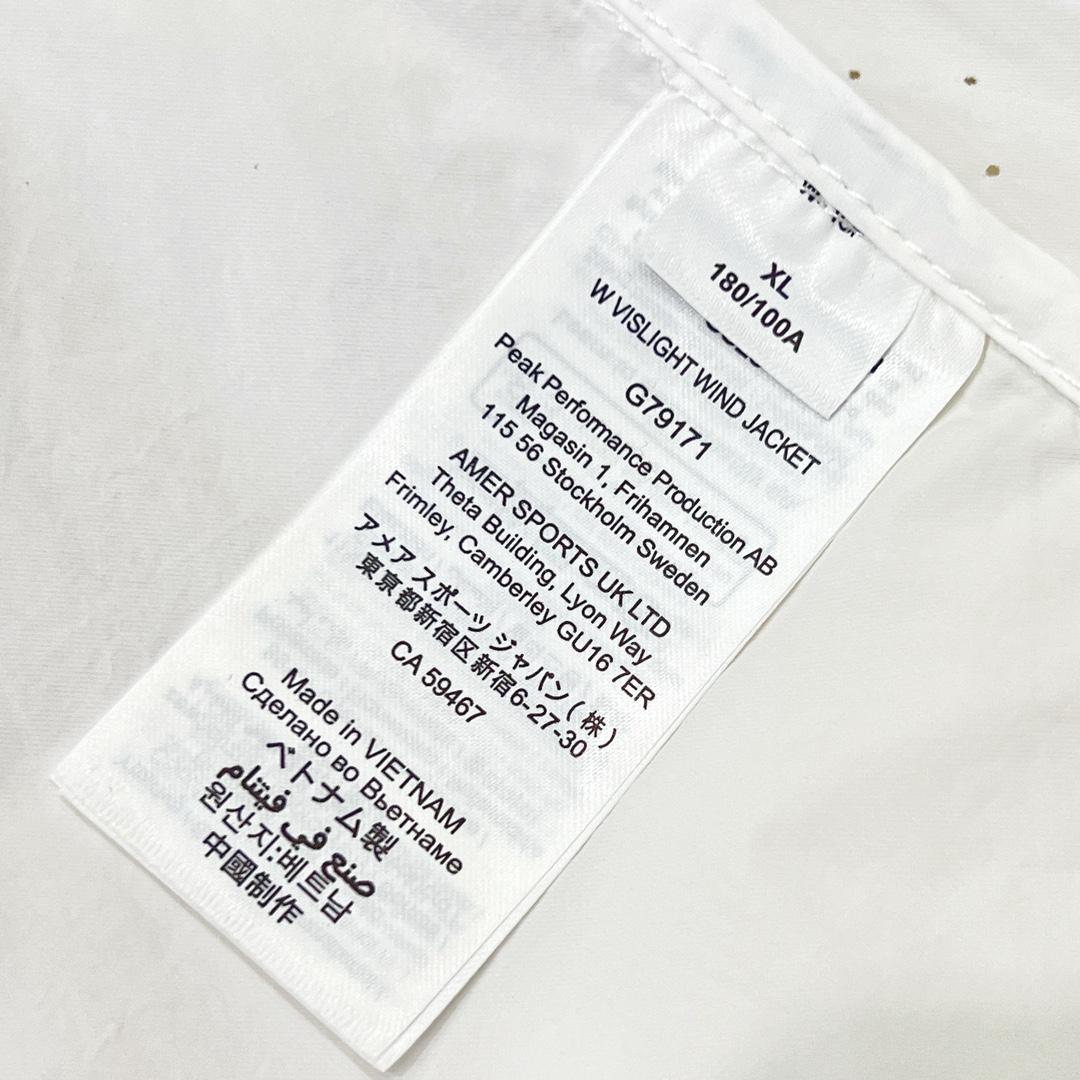 XL
180/100A
W VISLIGHT WIND JACKET
G79171
Peak Performance Production AB
Magasin 1, Frihamnen
115 56 Stockholm Sweden
AMER SPORTS UK LTD
Theta Building, Lyon Way
Frimley, Camberley GU16 7ER
アメア スポーツ ジャパン ( 株 )
東京都新宿区新宿6-27-30
CA 59467
Made in VIETNAM
Сделано во Вьетнаме
ベトナム製
صنع في فيتنام
원산지:베트남
中國制作